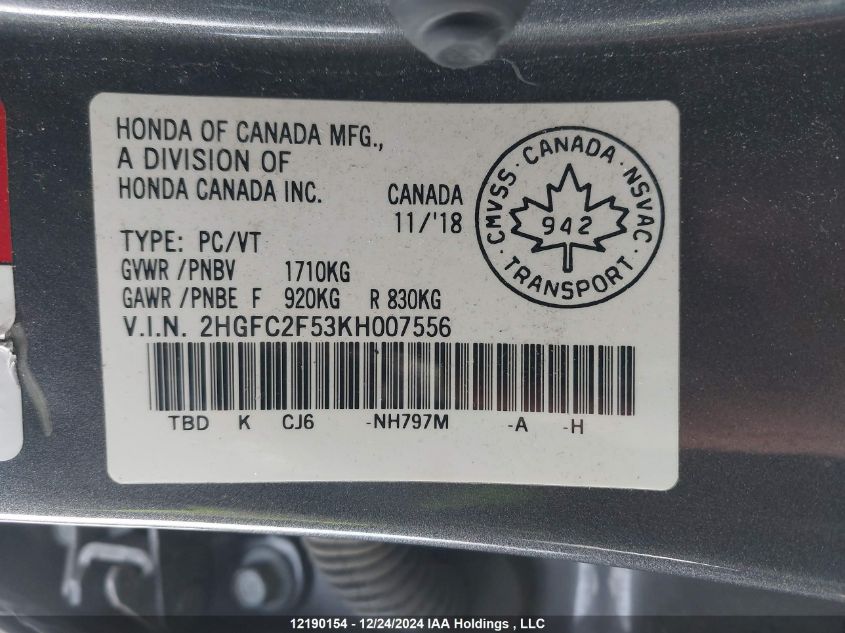 HONDA OF CANADA MFG.,
A DIVISION OF
HONDA CANADA INC.
CANADA
11/'18
TYPE: PC/VT
GVWR /PNBV 1710KG
GAWR /PNBE F 920KG R 830KG
V.I.N. 2HGFC2F53KH007556
TBD K CJ6 -NH797M -A -H
CMVSS · CANADA · NSVAC
942
· TRANSPORT ·
12190154 - 12/24/2024 IAA Holdings , LLC